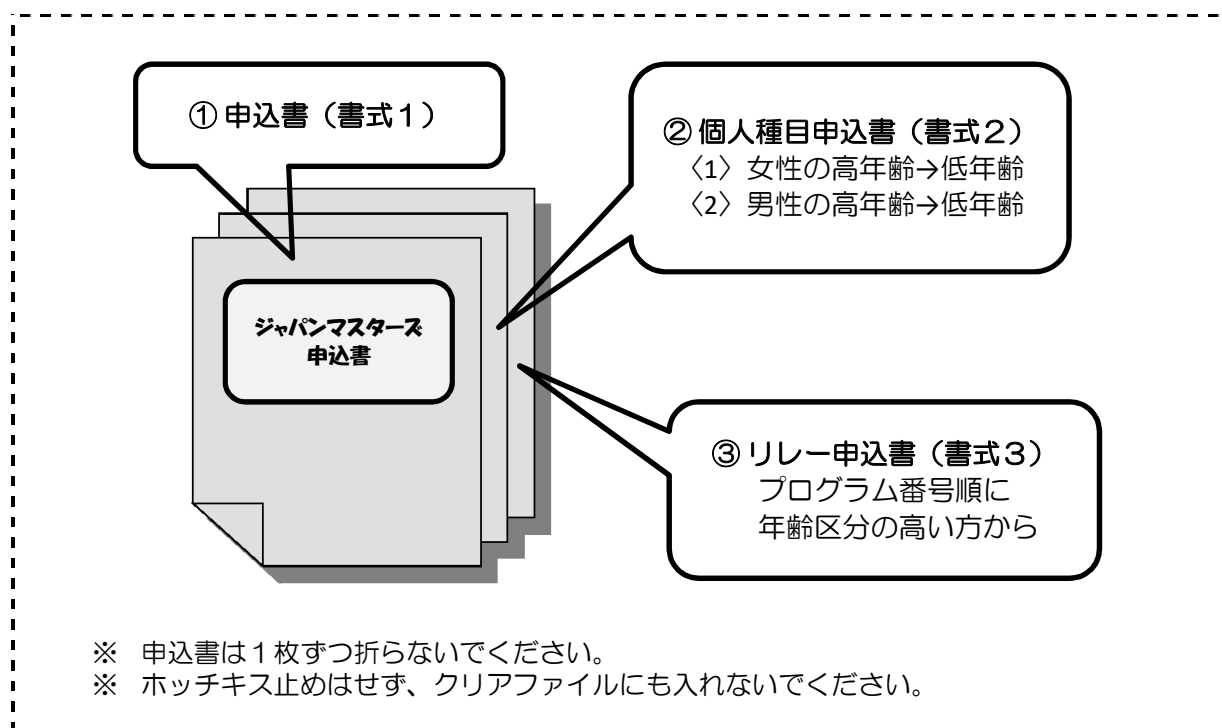 ① 申込書（書式１）
② 個人種目申込書（書式２）
〈1〉女性の高年齢→低年齢
〈2〉男性の高年齢→低年齢
ジャパンマスターズ
申込書
③ リレー申込書（書式３）
プログラム番号順に
年齢区分の高い方から
※　申込書は１枚ずつ折らないでください。
※　ホッチキス止めはせず、クリアファイルにも入れないでください。